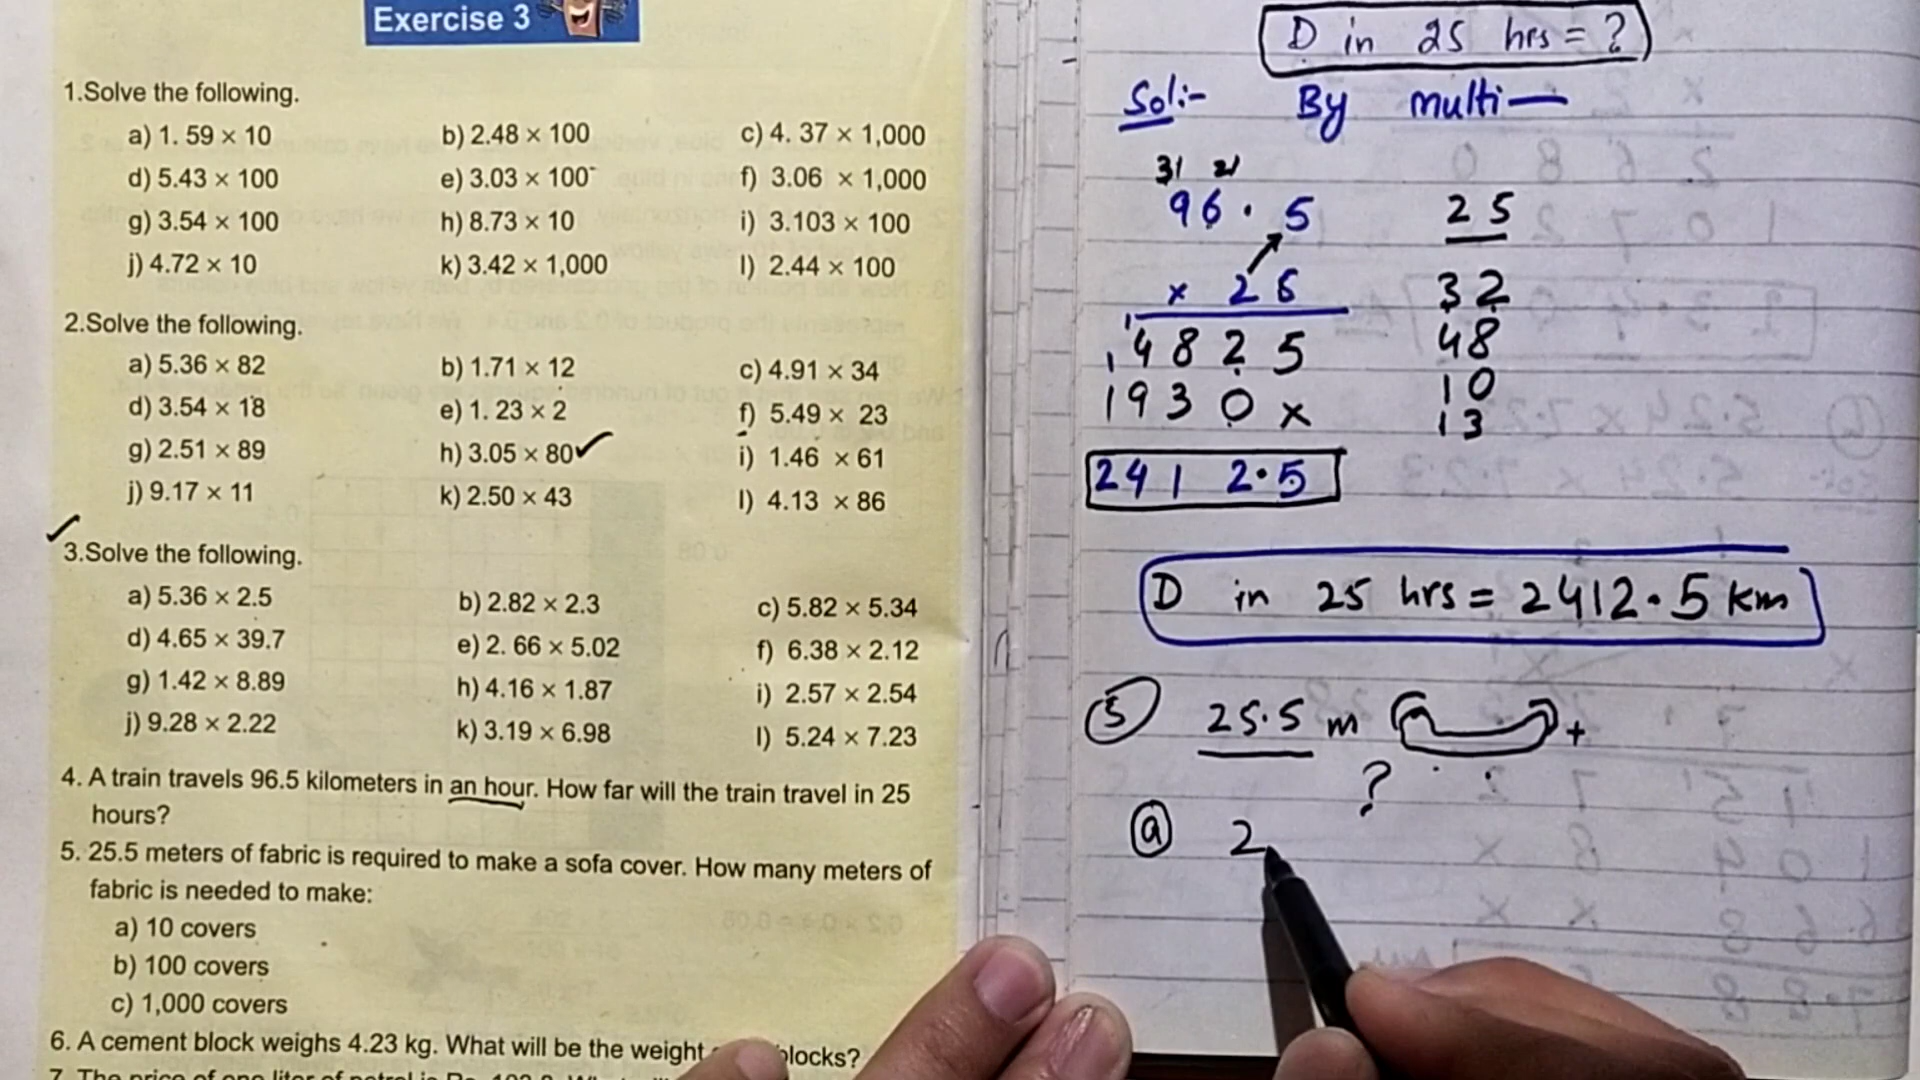 Exercise 3
1.Solve the following.
a) 1. 59 × 10 b) 2.48 × 100 c) 4. 37 × 1,000
d) 5.43 × 100 e) 3.03 × 100 f) 3.06 × 1,000
g) 3.54 × 100 h) 8.73 × 10 i) 3.103 × 100
j) 4.72 × 10 k) 3.42 × 1,000 l) 2.44 × 100
2.Solve the following.
a) 5.36 × 82 b) 1.71 × 12 c) 4.91 × 34
d) 3.54 × 18 e) 1. 23 × 2 f) 5.49 × 23
g) 2.51 × 89 h) 3.05 × 80 i) 1.46 × 61
j) 9.17 × 11 k) 2.50 × 43 l) 4.13 × 86
3.Solve the following.
a) 5.36 × 2.5 b) 2.82 × 2.3 c) 5.82 × 5.34
d) 4.65 × 39.7 e) 2. 66 × 5.02 f) 6.38 × 2.12
g) 1.42 × 8.89 h) 4.16 × 1.87 i) 2.57 × 2.54
j) 9.28 × 2.22 k) 3.19 × 6.98 l) 5.24 × 7.23
4. A train travels 96.5 kilometers in an hour. How far will the train travel in 25
hours?
5. 25.5 meters of fabric is required to make a sofa cover. How many meters of
fabric is needed to make:
a) 10 covers
b) 100 covers
c) 1,000 covers
6. A cement block weighs 4.23 kg. What will be the weight blocks?
D in 25 hrs = ?
Sol:- By multi—
31 21
96.5 25
× 25 32
4825 48
1930× 10
13
2412.5
D in 25 hrs = 2412.5 km
5 25.5 m +
?
a 2